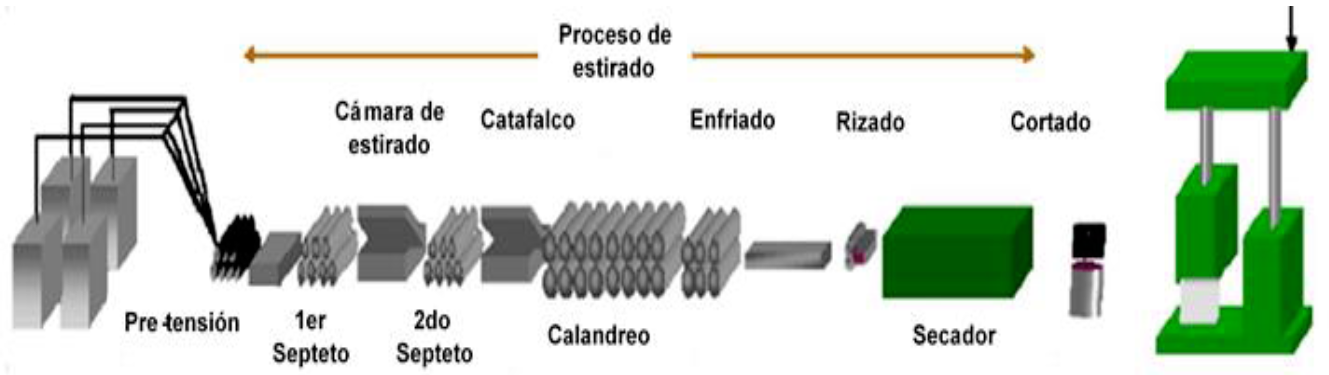 Proceso de
estirado
Cámara de
estirado
Catafalco
Enfriado
Rizado
Cortado
Pre-tensión
1er
Septeto
2do
Septeto
Calandreo
Secador